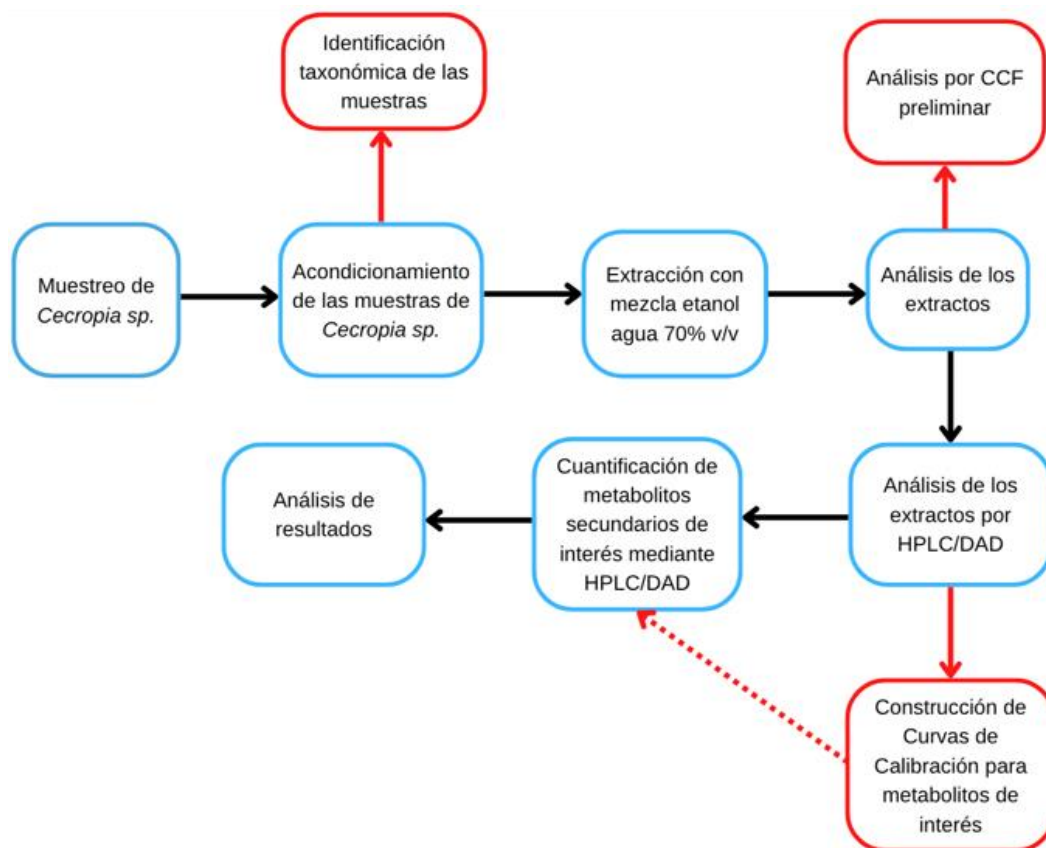 Identificación
taxonómica de las
muestras
Análisis por CCF
preliminar
Muestreo de
Cecropia sp.
Acondicionamiento
de las muestras de
Cecropia sp.
Extracción con
mezcla etanol
agua 70% v/v
Análisis de los
extractos
Análisis de los
extractos por
HPLC/DAD
Cuantificación de
metabolitos
secundarios de
interés mediante
HPLC/DAD
Análisis de
resultados
Construcción de
Curvas de
Calibración para
metabolitos de
interés